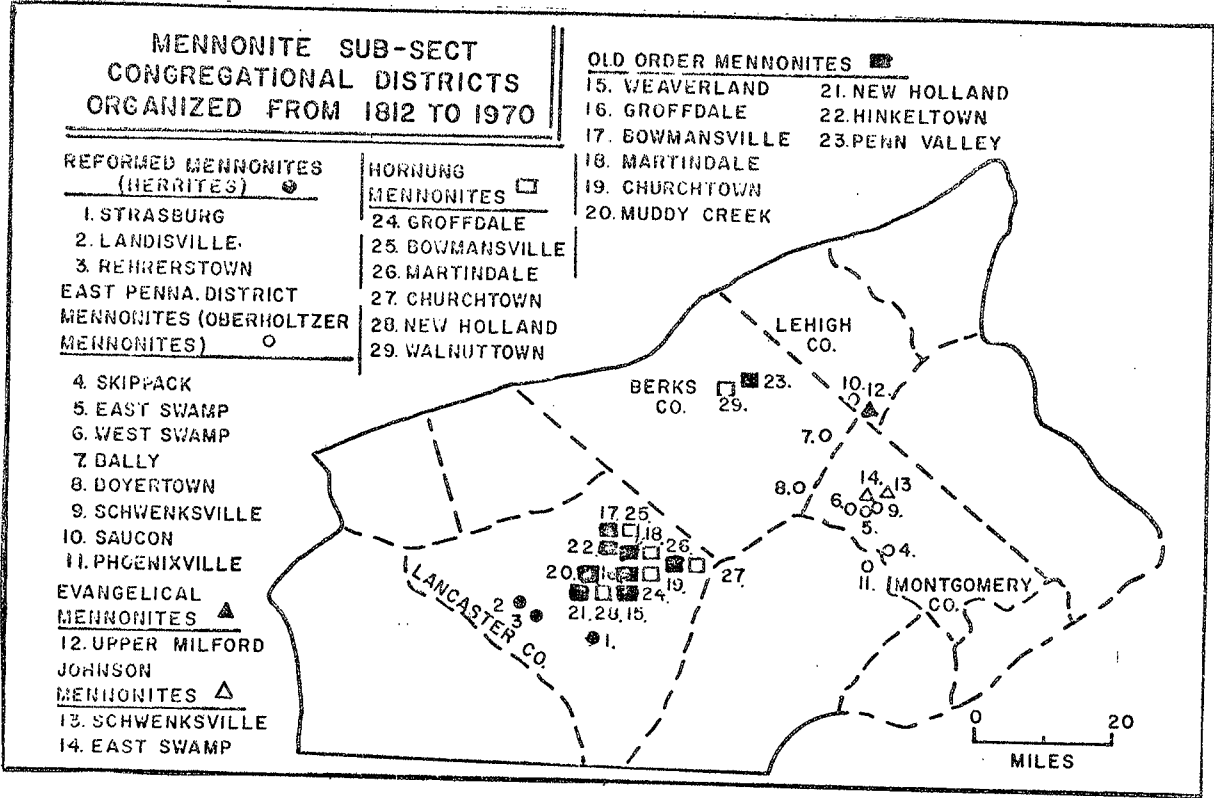 MENNONITE SUB-SECT
CONGREGATIONAL DISTRICTS
ORGANIZED FROM 1812 TO 1970
OLD ORDER MENNONITES
15. WEAVERLAND
16. GROFFDALE
17. BOWMANSVILLE
18. MARTINDALE
19. CHURCHTOWN
20. MUDDY CREEK
21. NEW HOLLAND
22. HINKELTOWN
23. PENN VALLEY
REFORMED MENNONITES
(HERRITES)
1. STRASBURG
2. LANDISVILLE
3. REHRERSTOWN
EAST PENNA. DISTRICT
MENNONITES (OBERHOLTZER
MENNONITES)
4. SKIPPACK
5. EAST SWAMP
6. WEST SWAMP
7. BALLY
8. BOYERTOWN
9. SCHWENKSVILLE
10. SAUCON
11. PHOENIXVILLE
EVANGELICAL
MENNONITES
12. UPPER MILFORD
JOHNSON
MENNONITES
13. SCHWENKSVILLE
14. EAST SWAMP
HORNUNG
MENNONITES
24. GROFFDALE
25. BOWMANSVILLE
26. MARTINDALE
27. CHURCHTOWN
28. NEW HOLLAND
29. WALNUTTOWN
LEHIGH
CO.
BERKS
CO.
23.
29.
10. 12.
7.
8.
14. 13
6. 9.
5.
4.
11.
MONTGOMERY
CO.
17. 25.
22. 18.
26.
20. 16
19.
27.
24.
21. 28. 15.
LANCASTER CO.
2
3
1.
0 20
MILES